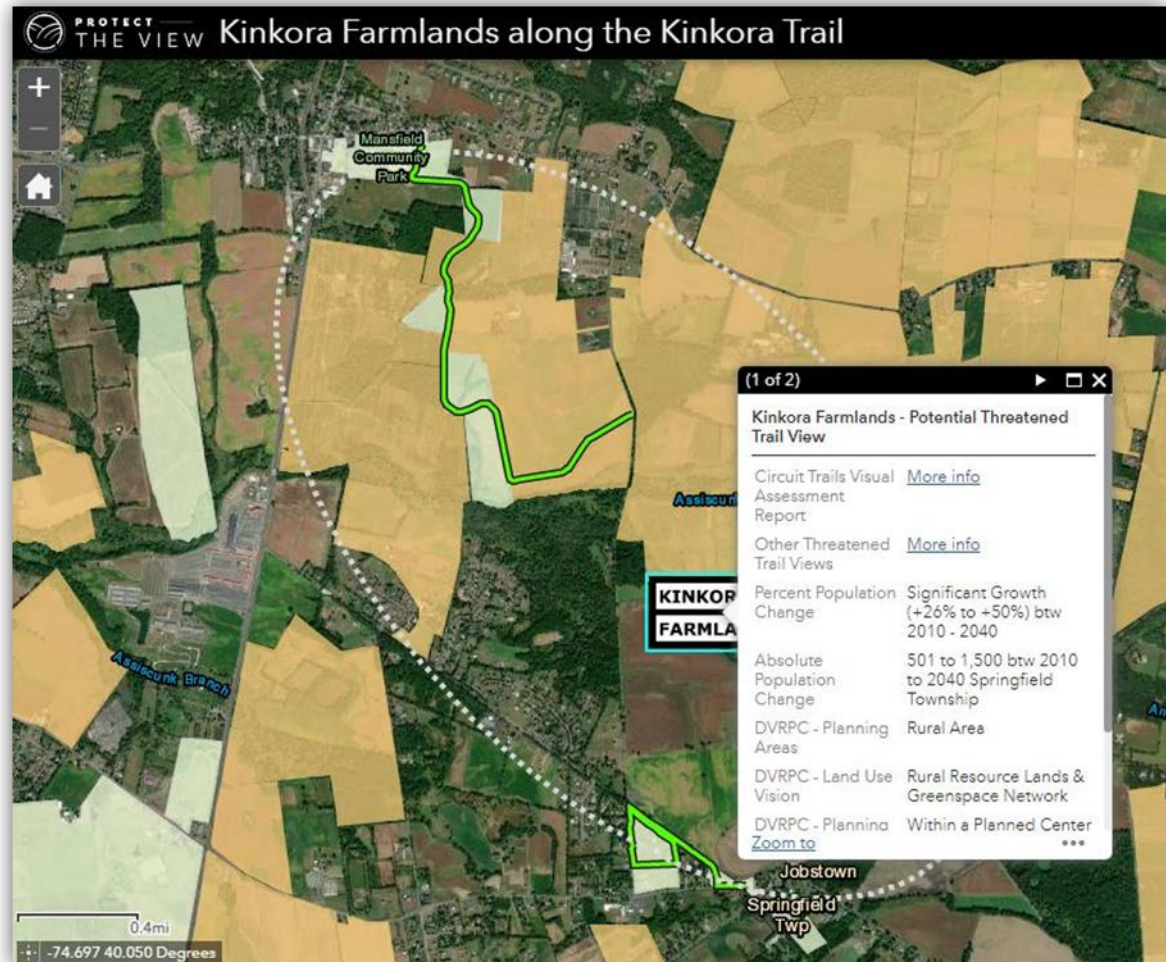 PROTECT
THE VIEW
Kinkora Farmlands along the Kinkora Trail
+
−
Mansfield
Community
Park
(1 of 2)
Kinkora Farmlands - Potential Threatened
Trail View
Circuit Trails Visual More info
Assessment
Report
Other Threatened More info
Trail Views
Percent Population Significant Growth
Change (+26% to +50%) btw
2010 - 2040
Absolute 501 to 1,500 btw 2010
Population to 2040 Springfield
Change Township
DVRPC - Planning Rural Area
Areas
DVRPC - Land Use Rural Resource Lands &
Vision Greenspace Network
DVRPC - Planning Within a Planned Center
Zoom to
Assiscun
KINKOR
FARMLA
Assiscunk Branch
An
Jobstown
Springfield
Twp
0.4mi
-74.697 40.050 Degrees